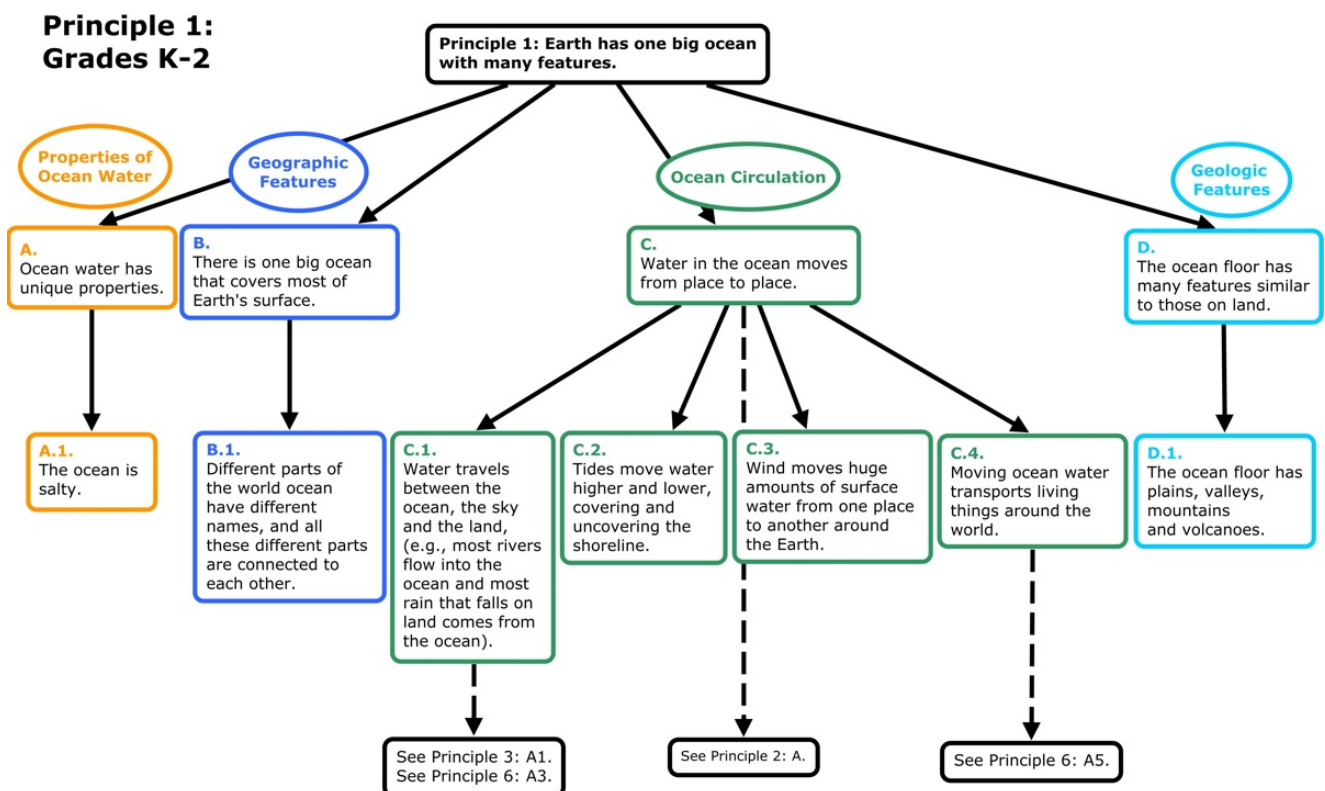 Principle 1:
Grades K-2
Principle 1: Earth has one big ocean
with many features.
Properties of
Ocean Water
Geographic
Features
Ocean Circulation
Geologic
Features
A.
Ocean water has
unique properties.
B.
There is one big ocean
that covers most of
Earth's surface.
C.
Water in the ocean moves
from place to place.
D.
The ocean floor has
many features similar
to those on land.
A.1.
The ocean is
salty.
B.1.
Different parts of
the world ocean
have different
names, and all
these different parts
are connected to
each other.
C.1.
Water travels
between the
ocean, the sky
and the land,
(e.g., most rivers
flow into the
ocean and most
rain that falls on
land comes from
the ocean).
C.2.
Tides move water
higher and lower,
covering and
uncovering the
shoreline.
C.3.
Wind moves huge
amounts of surface
water from one place
to another around
the Earth.
C.4.
Moving ocean water
transports living
things around the
world.
D.1.
The ocean floor has
plains, valleys,
mountains
and volcanoes.
See Principle 3: A1.
See Principle 6: A3.
See Principle 2: A.
See Principle 6: A5.